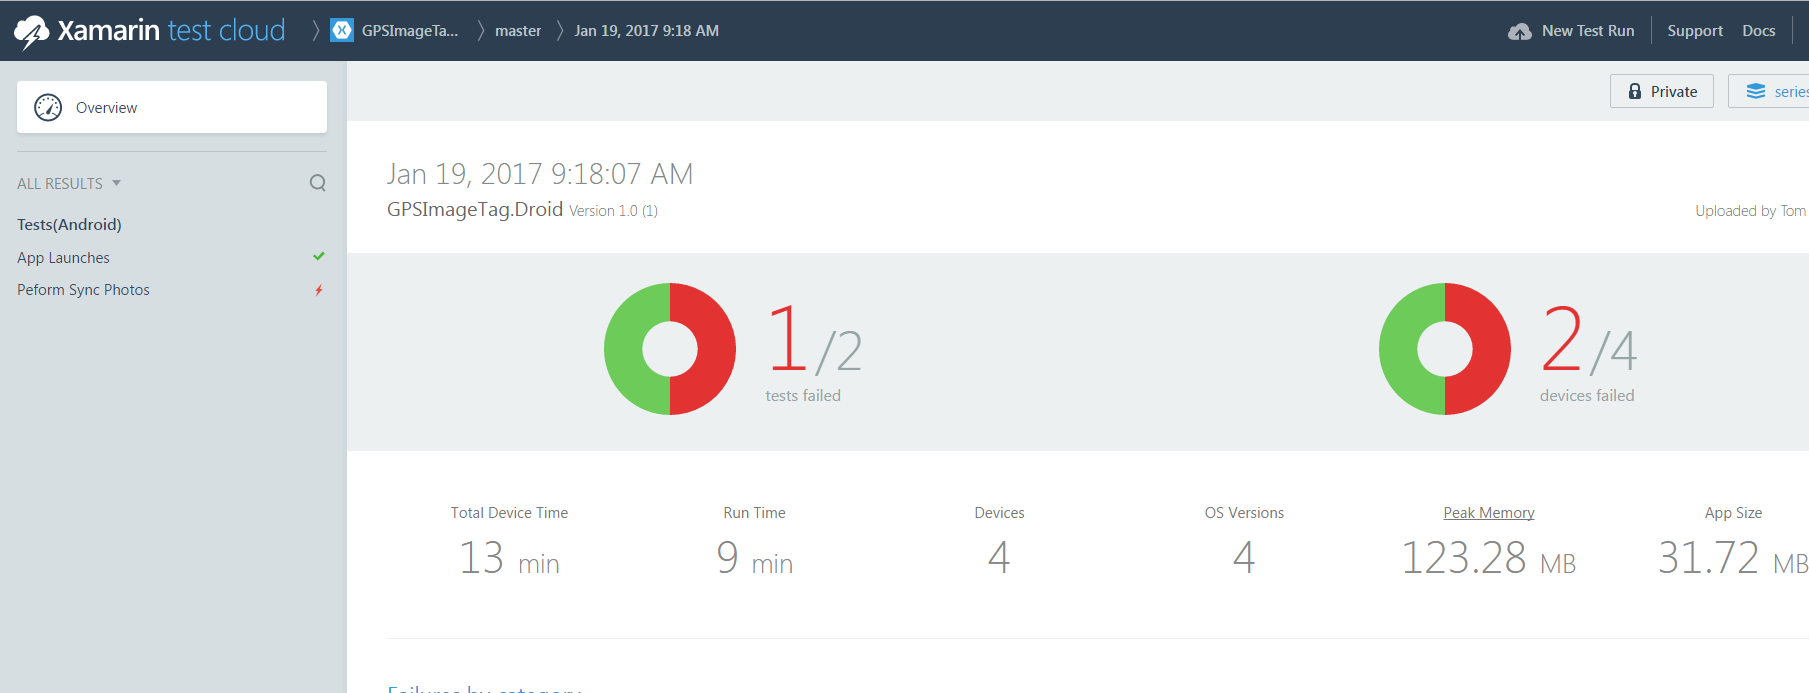 Xamarin test cloud
GPSImageTa...
master
Jan 19, 2017 9:18 AM
New Test Run
Support
Docs
Overview
Private
series
ALL RESULTS
Tests(Android)
App Launches
Peform Sync Photos
Jan 19, 2017 9:18:07 AM
GPSImageTag.Droid Version 1.0 (1)
Uploaded by Tom
1/2
tests failed
2/4
devices failed
Total Device Time
13 min
Run Time
9 min
Devices
4
OS Versions
4
Peak Memory
123.28 MB
App Size
31.72 MB
Failures by category